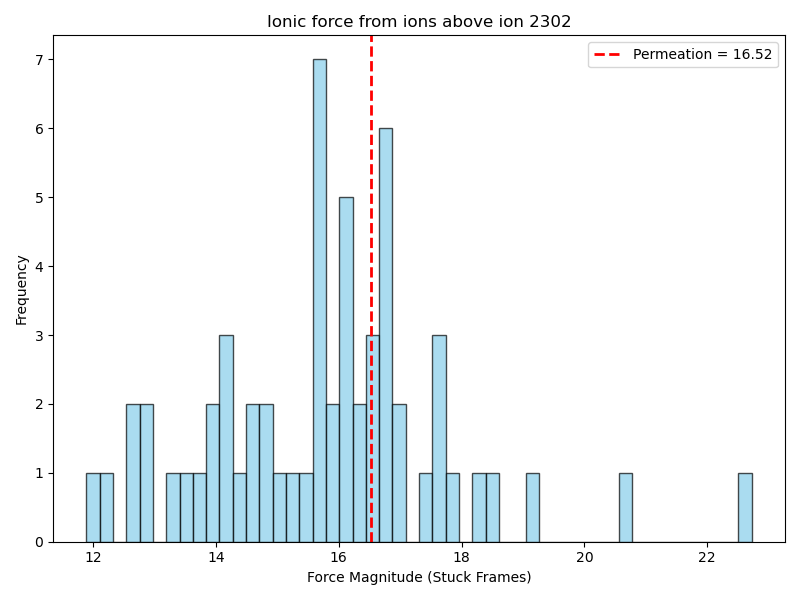 Ionic force from ions above ion 2302
Permeation = 16.52
7
6
5
4
3
2
1
0
Frequency
12 14 16 18 20 22
Force Magnitude (Stuck Frames)